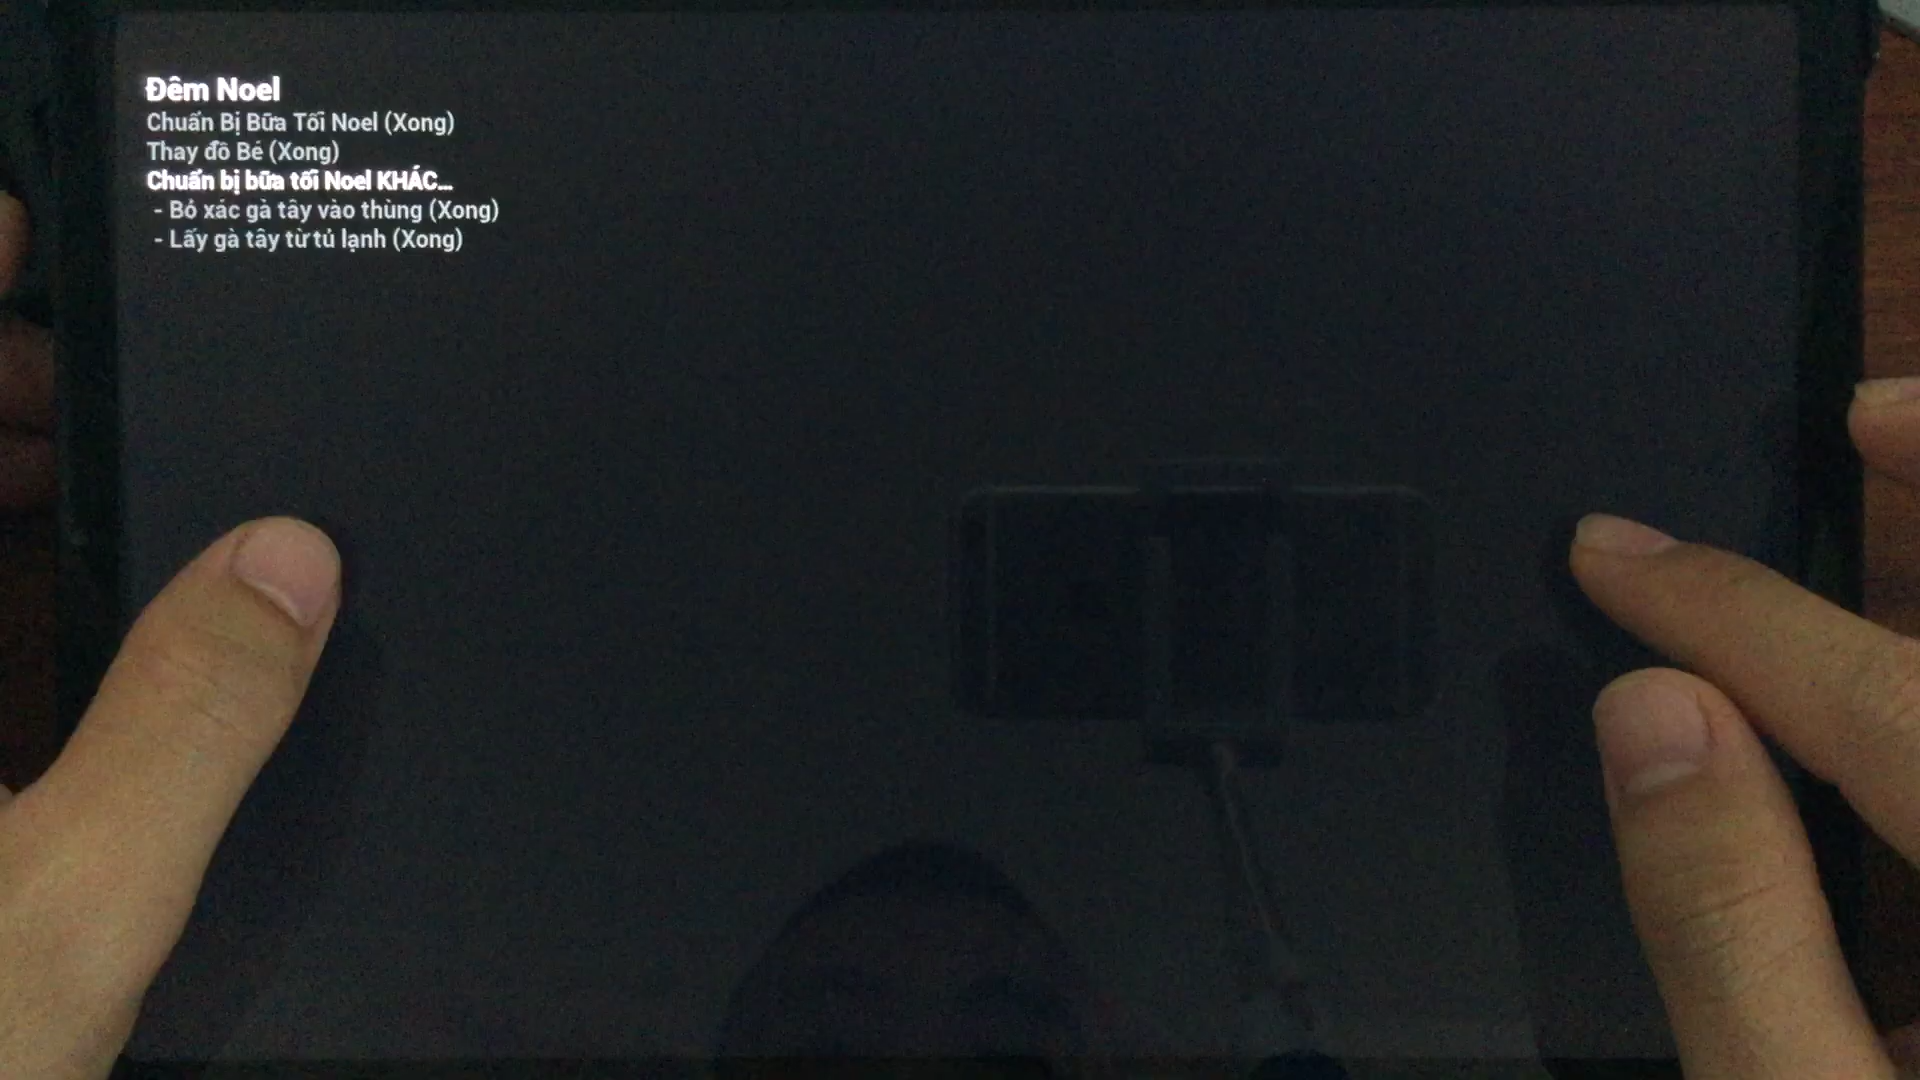 Đêm Noel
Chuẩn Bị Bữa Tối Noel (Xong)
Thay đồ Bé (Xong)
Chuẩn bị bữa tối Noel KHÁC...
- Bỏ xác gà tây vào thùng (Xong)
- Lấy gà tây từ tủ lạnh (Xong)